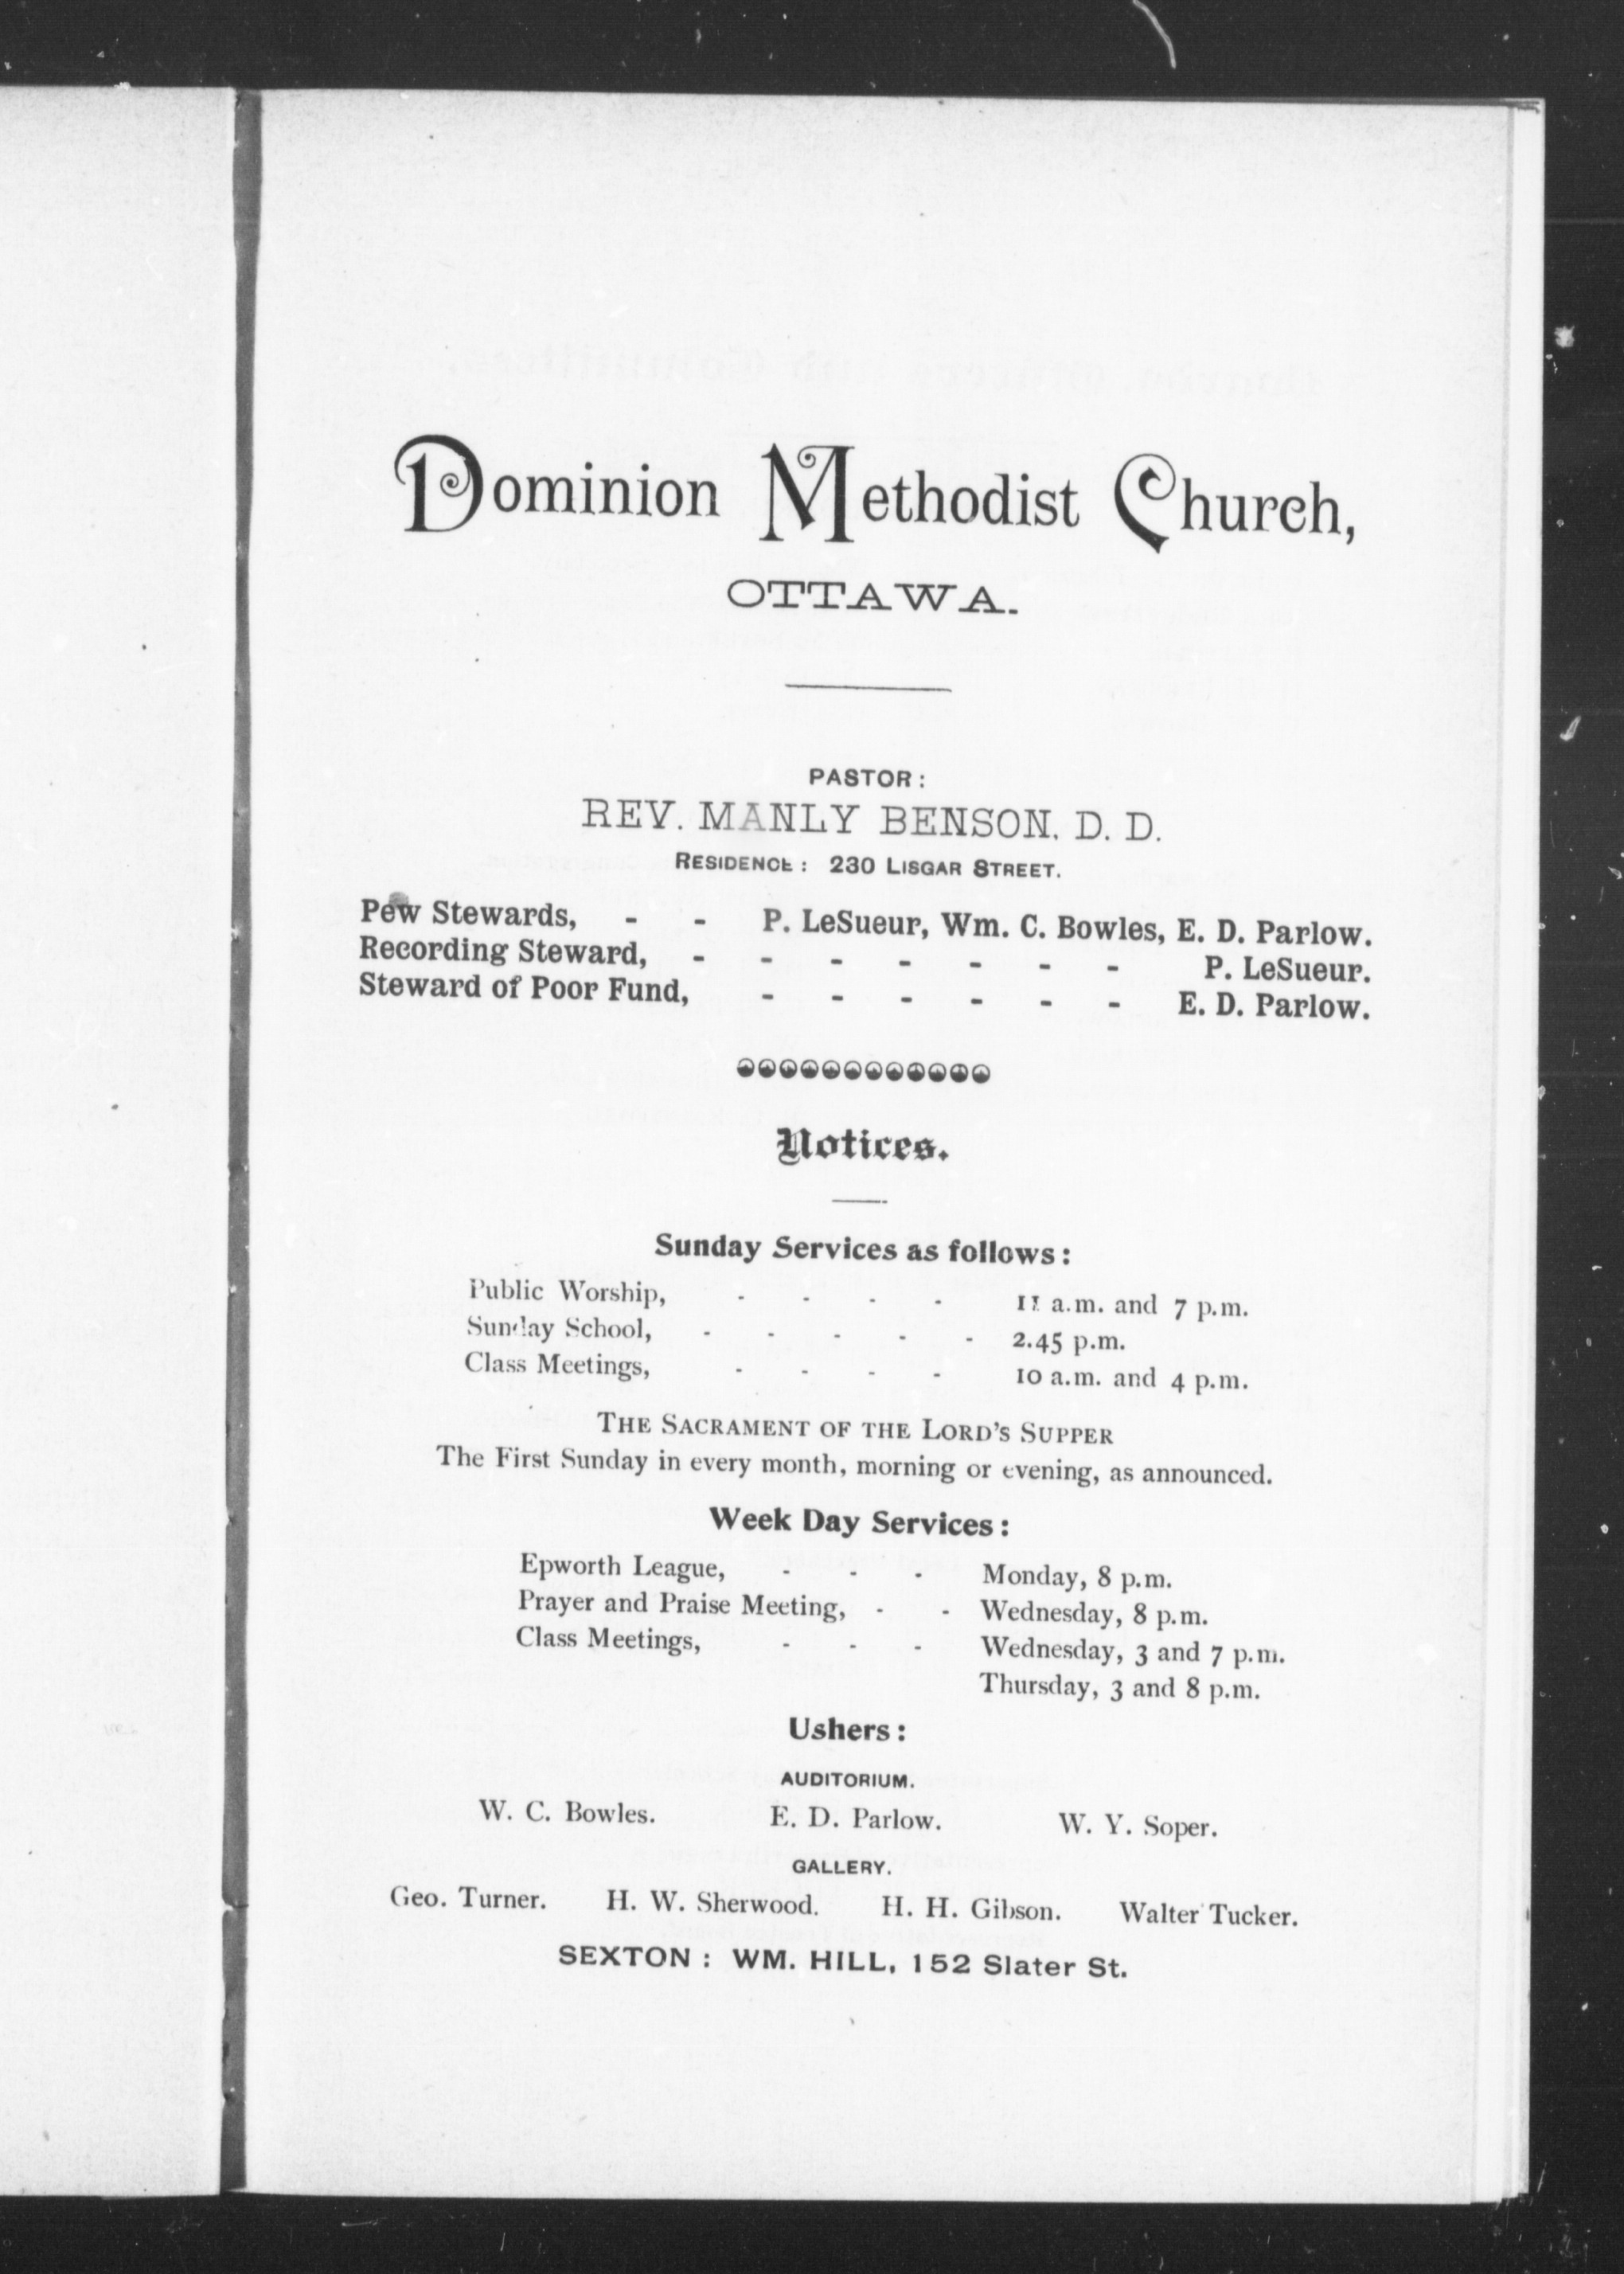 Dominion Methodist Church,
OTTAWA.
PASTOR:
REV. MANLY BENSON, D. D.
RESIDENCE: 230 LISGAR STREET.
Pew Stewards, - - P. LeSueur, Wm. C. Bowles, E. D. Parlow.
Recording Steward, - - - - - - - P. LeSueur.
Steward of Poor Fund, - - - - - - E. D. Parlow.
Notices.
Sunday Services as follows:
Public Worship, - - - - 11 a.m. and 7 p.m.
Sunday School, - - - - - 2.45 p.m.
Class Meetings, - - - - 10 a.m. and 4 p.m.
THE SACRAMENT OF THE LORD'S SUPPER
The First Sunday in every month, morning or evening, as announced.
Week Day Services:
Epworth League, - - - Monday, 8 p.m.
Prayer and Praise Meeting, - - Wednesday, 8 p.m.
Class Meetings, - - - Wednesday, 3 and 7 p.m.
Thursday, 3 and 8 p.m.
Ushers:
AUDITORIUM.
W. C. Bowles. E. D. Parlow. W. Y. Soper.
GALLERY.
Geo. Turner. H. W. Sherwood. H. H. Gibson. Walter Tucker.
SEXTON: WM. HILL, 152 Slater St.